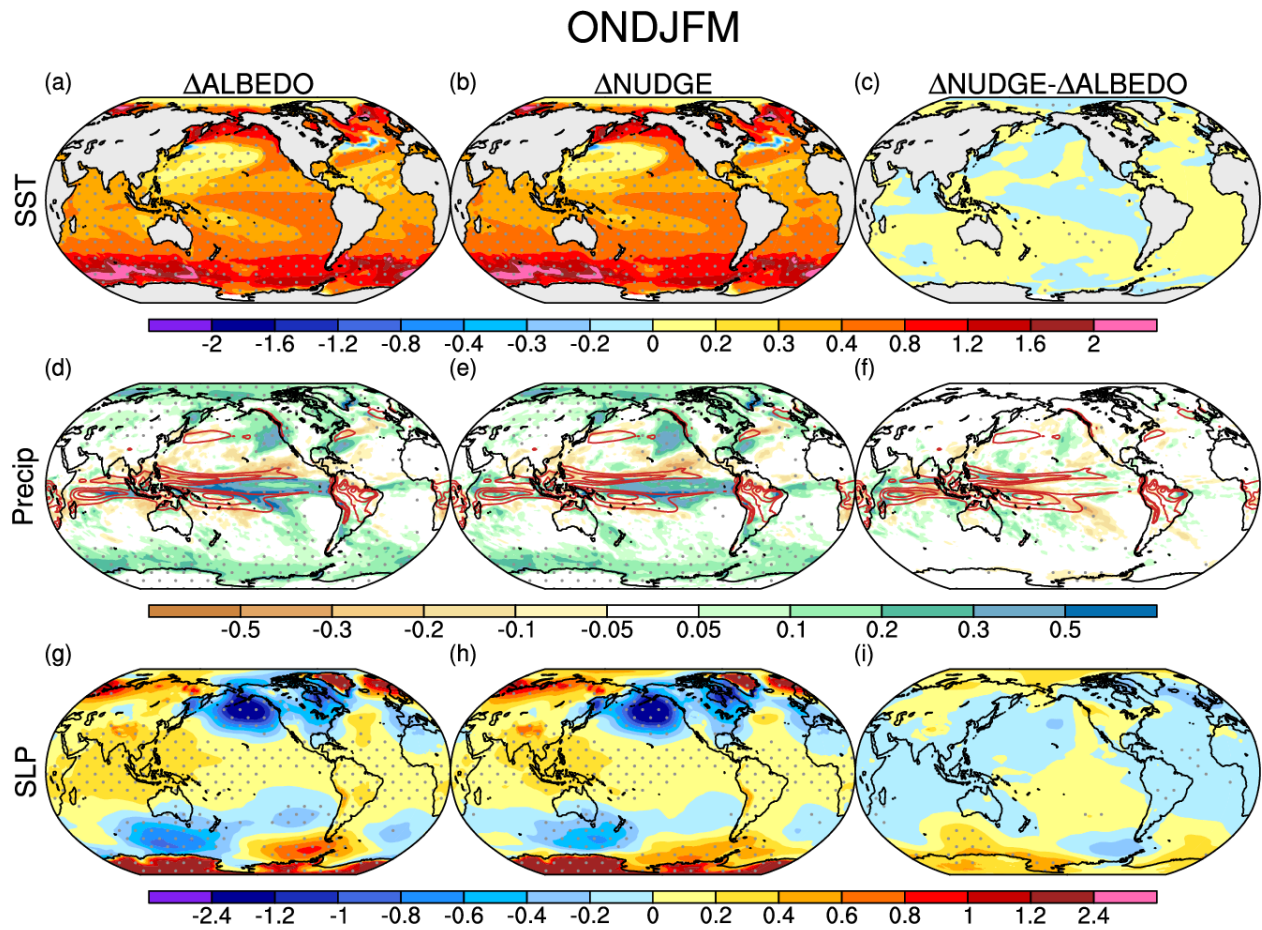 ONDJFM
(a) ΔALBEDO (b) ΔNUDGE (c) ΔNUDGE-ΔALBEDO
SST
-2 -1.6 -1.2 -0.8 -0.4 -0.3 -0.2 0 0.2 0.3 0.4 0.8 1.2 1.6 2
(d) (e) (f)
Precip
-0.5 -0.3 -0.2 -0.1 -0.05 0.05 0.1 0.2 0.3 0.5
(g) (h) (i)
SLP
-2.4 -1.2 -1 -0.8 -0.6 -0.4 -0.2 0 0.2 0.4 0.6 0.8 1 1.2 2.4